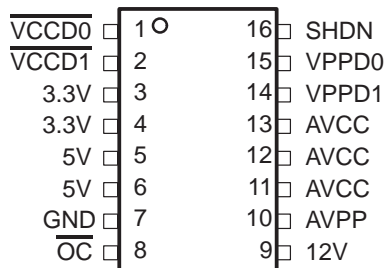 VCCD0 1 16 SHDN
VCCD1 2 15 VPPD0
3.3V 3 14 VPPD1
3.3V 4 13 AVCC
5V 5 12 AVCC
5V 6 11 AVCC
GND 7 10 AVPP
OC 8 9 12V